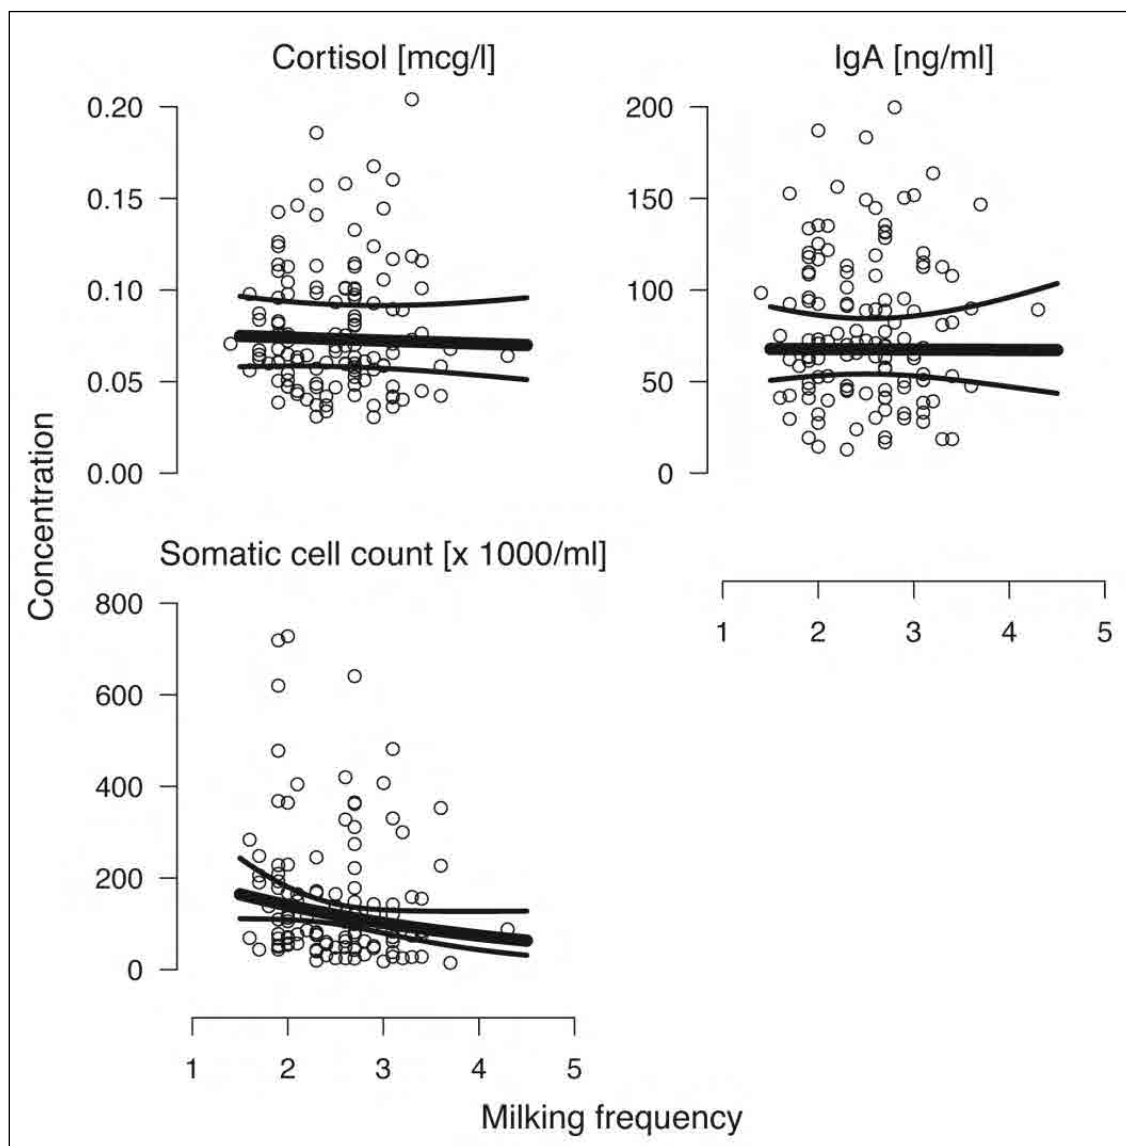 Cortisol [mcg/l]
IgA [ng/ml]
0.20
0.15
0.10
0.05
0.00
200
150
100
50
0
Concentration
Somatic cell count [x 1000/ml]
1 2 3 4 5
800
600
400
200
0
1 2 3 4 5
Milking frequency